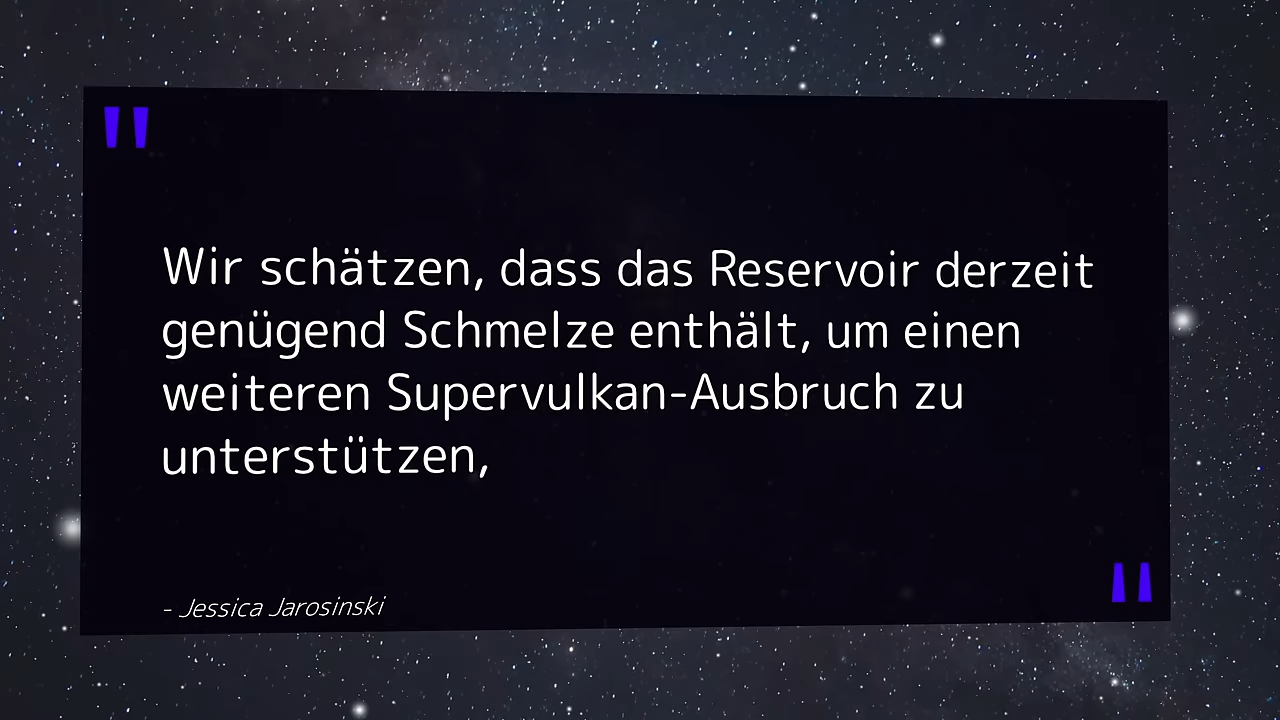 "
Wir schätzen, dass das Reservoir derzeit
genügend Schmelze enthält, um einen
weiteren Supervulkan-Ausbruch zu
unterstützen,
"
- Jessica Jarosinski